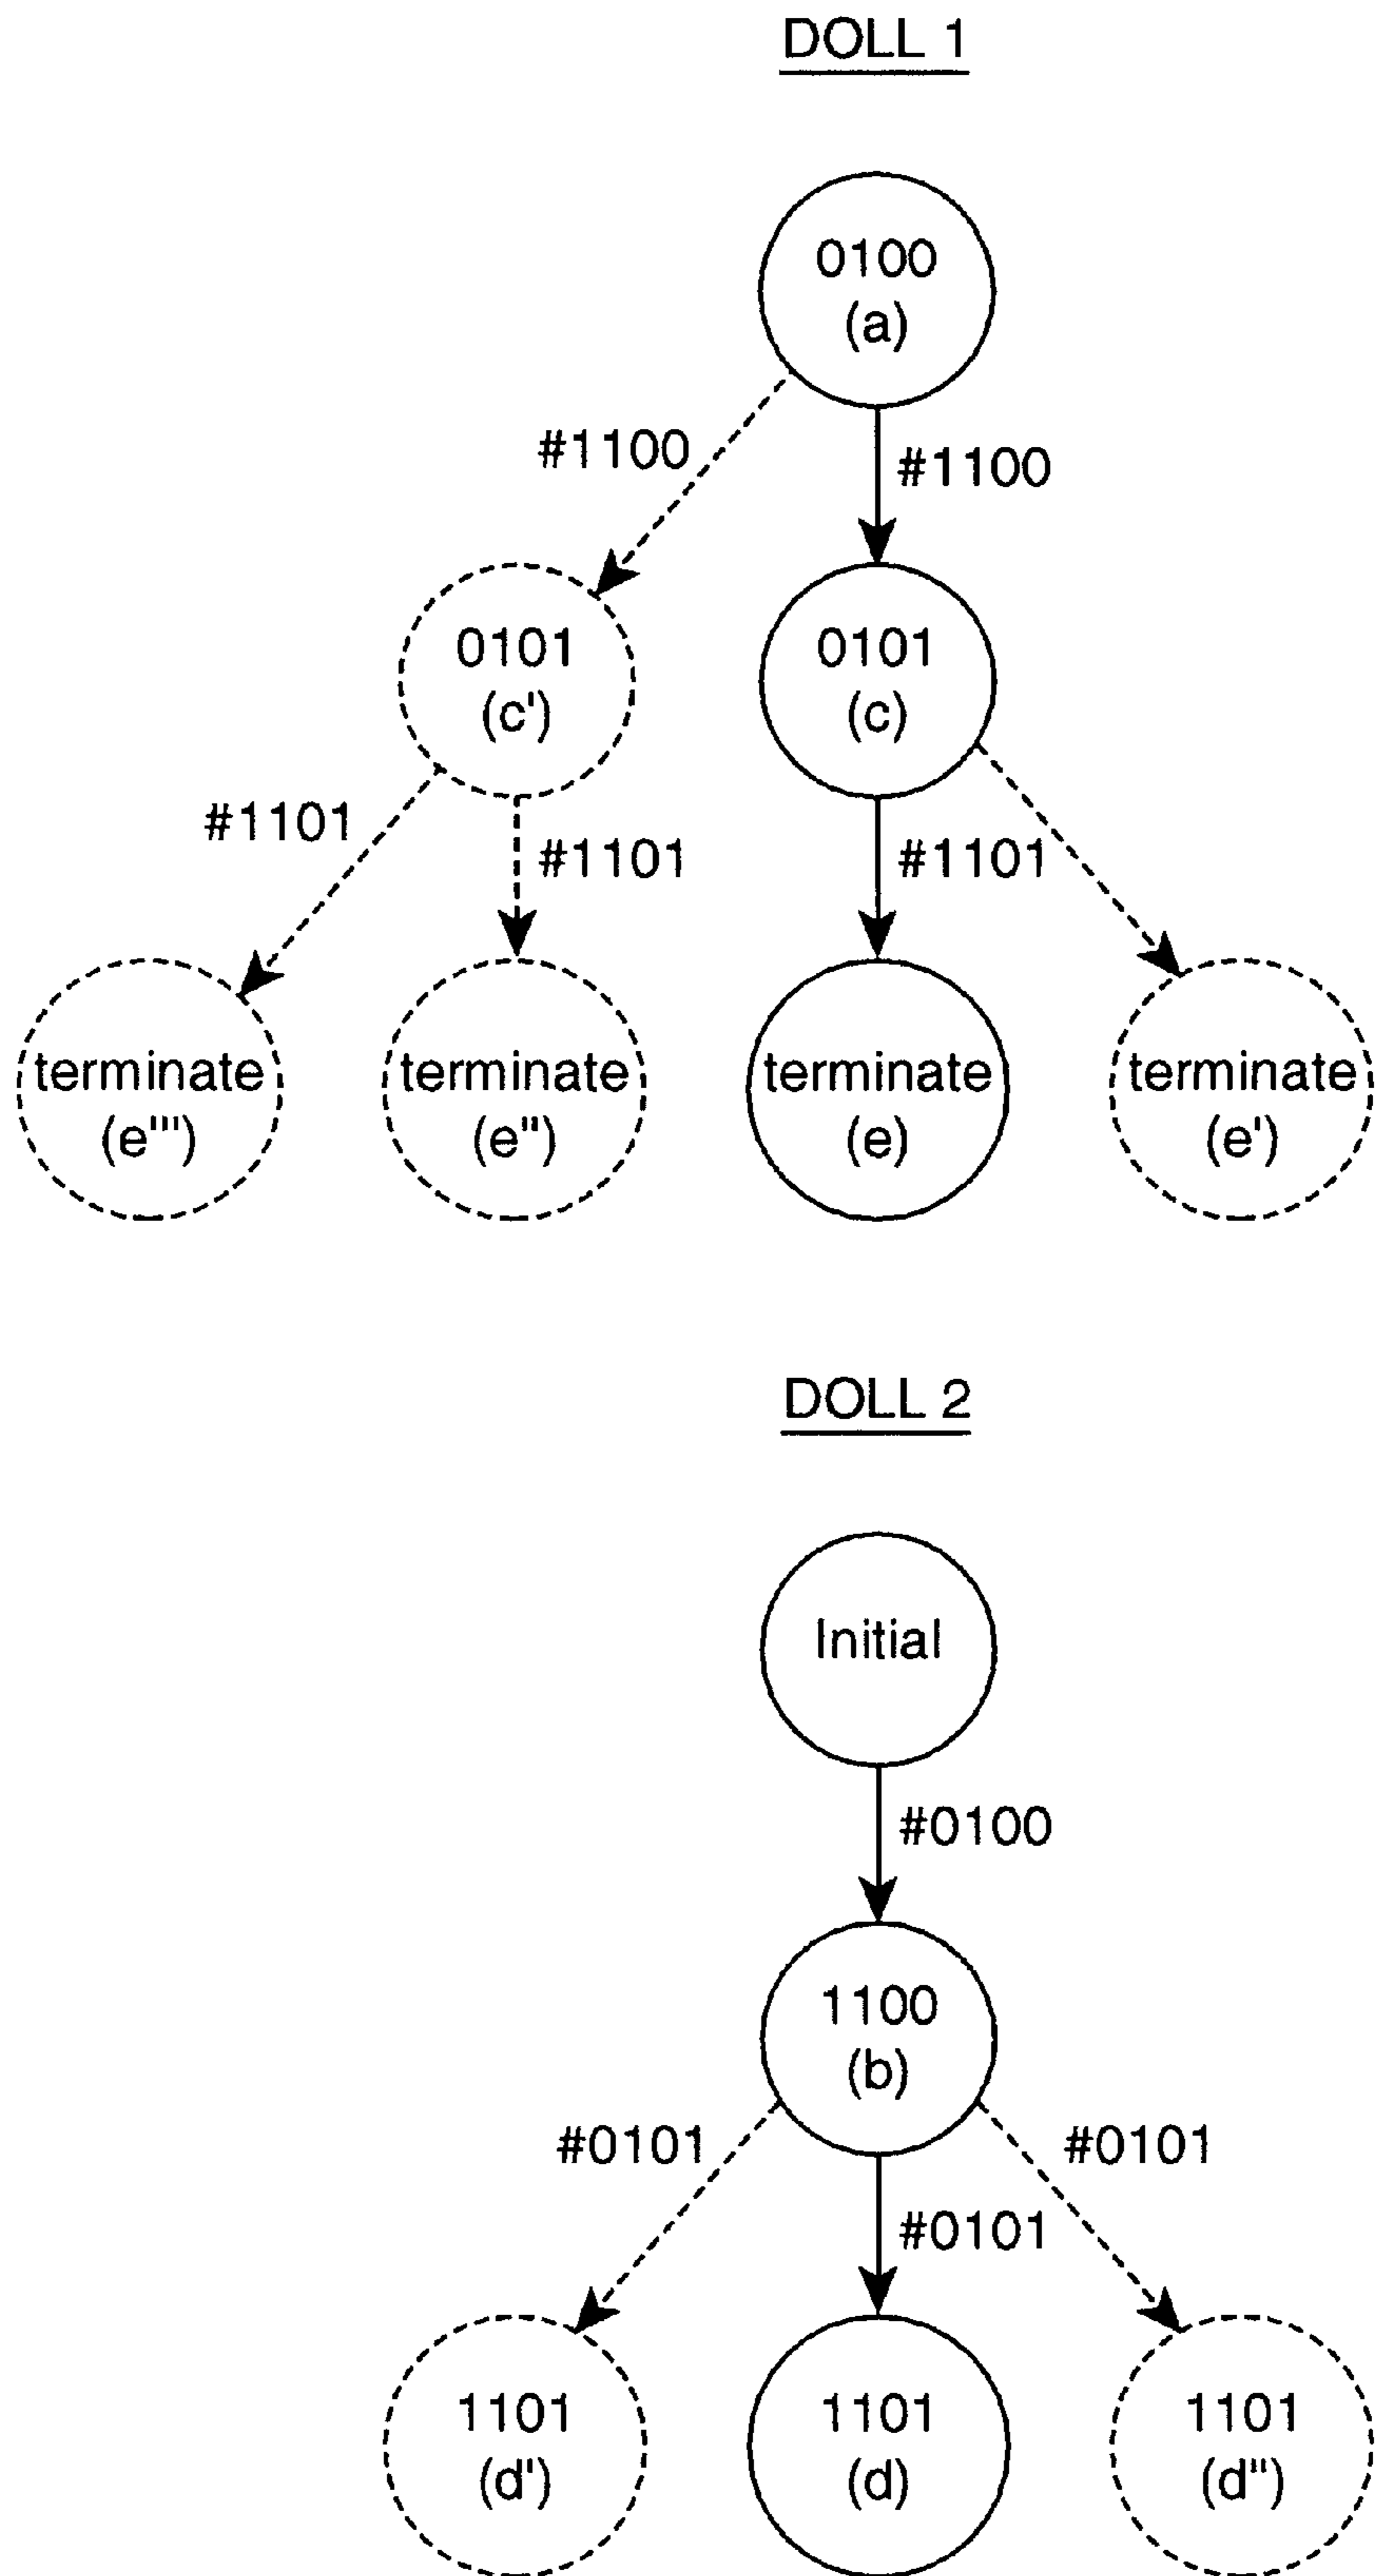 DOLL 1
0100
(a)
#1100
#1100
0101
(c')
0101
(c)
#1101
#1101
#1101
terminate
(e''')
terminate
(e'')
terminate
(e)
terminate
(e')
DOLL 2
Initial
#0100
1100
(b)
#0101
#0101
#0101
1101
(d')
1101
(d)
1101
(d'')